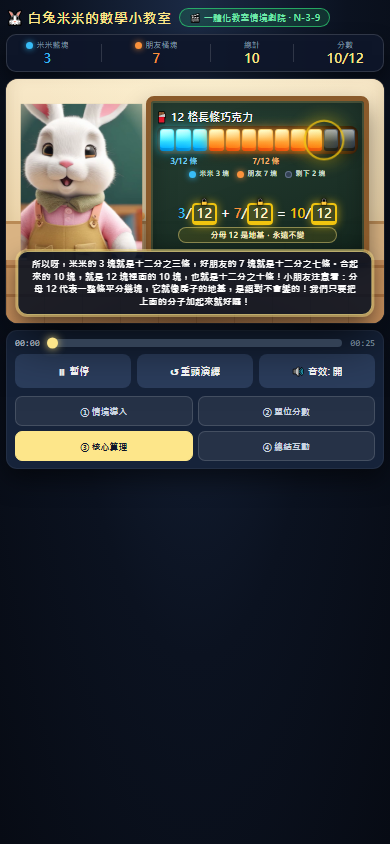 白兔米米的數學小教室
一體化教室情境劇院 · N-3-9
米米藍塊
朋友橘塊
總計
分數
3
7
10
10/12
12 格長條巧克力
3/12 條
7/12 條
米米 3 塊
朋友 7 塊
剩下 2 塊
3/12 + 7/12 = 10/12
分母 12 是地基，永遠不變
所以呀，米米的 3 塊就是十二分之三條，好朋友的 7 塊就是十二分之七條。合起
來的 10 塊，就是 12 塊裡面的 10 塊，也就是十二分之十條！小朋友注意看：分
母 12 代表一整條平分幾塊，它就像房子的地基，是絕對不會變的！我們只要把
上面的分子加起來就好囉！
00:00
00:25
⏸ 暫停
↺ 重頭演繹
🔊 音效: 開
① 情境導入
② 單位分數
③ 核心算理
④ 總結互動